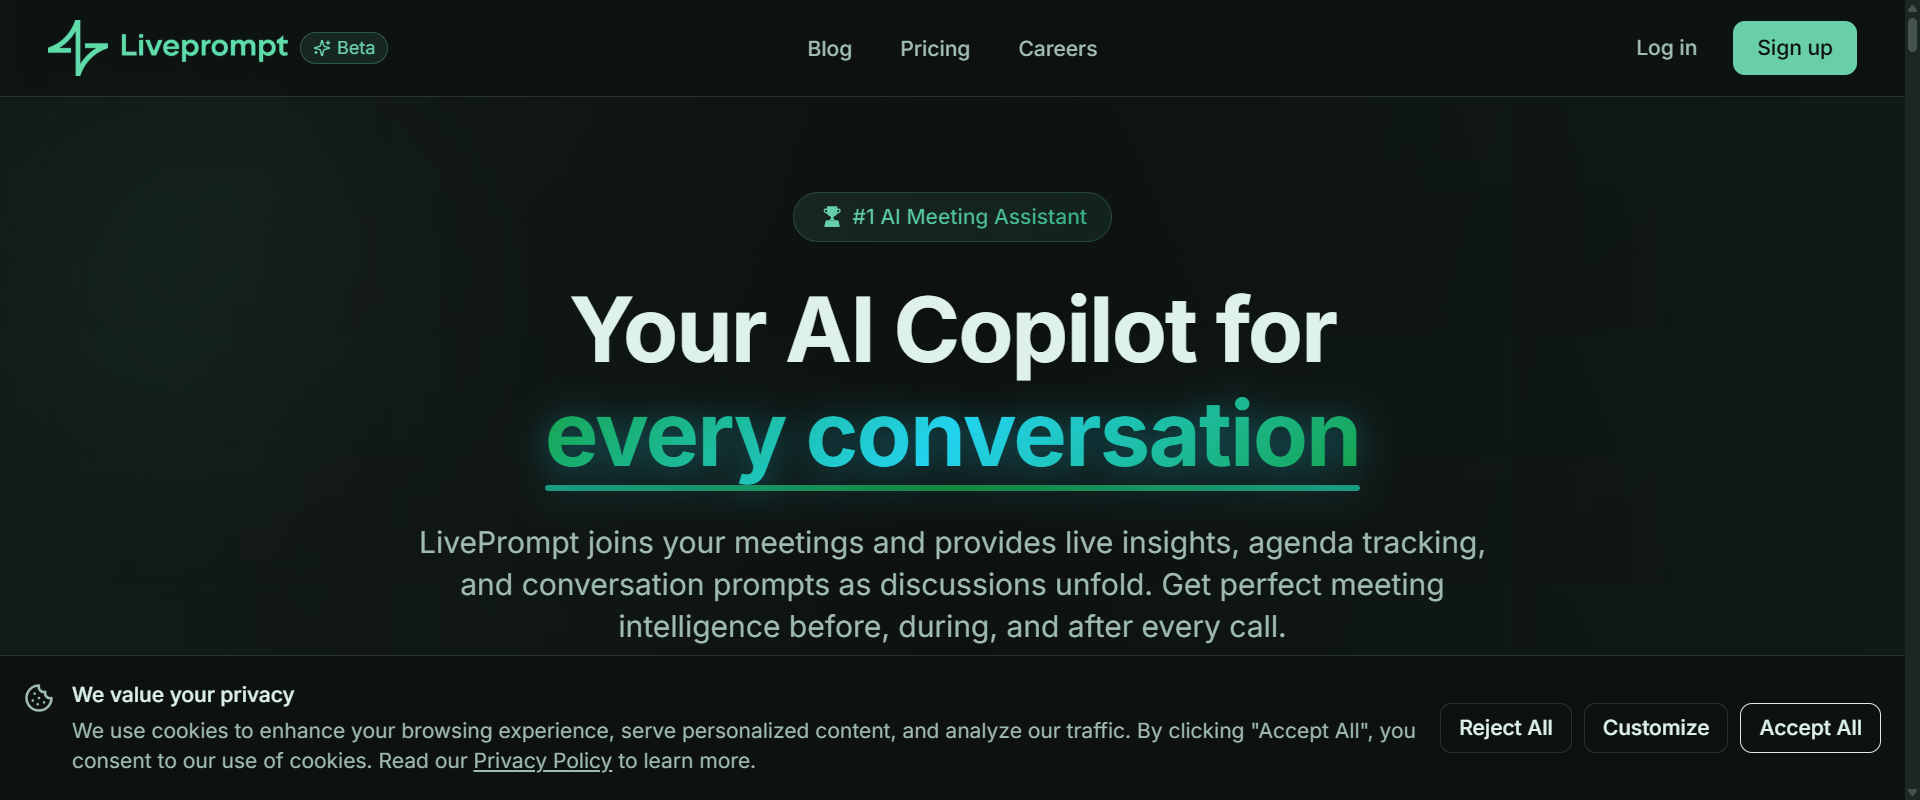 Liveprompt
Beta
Blog
Pricing
Careers
Log in
Sign up
#1 AI Meeting Assistant
Your AI Copilot for
every conversation
LivePrompt joins your meetings and provides live insights, agenda tracking,
and conversation prompts as discussions unfold. Get perfect meeting
intelligence before, during, and after every call.
We value your privacy
We use cookies to enhance your browsing experience, serve personalized content, and analyze our traffic. By clicking "Accept All", you
consent to our use of cookies. Read our Privacy Policy to learn more.
Reject All
Customize
Accept All